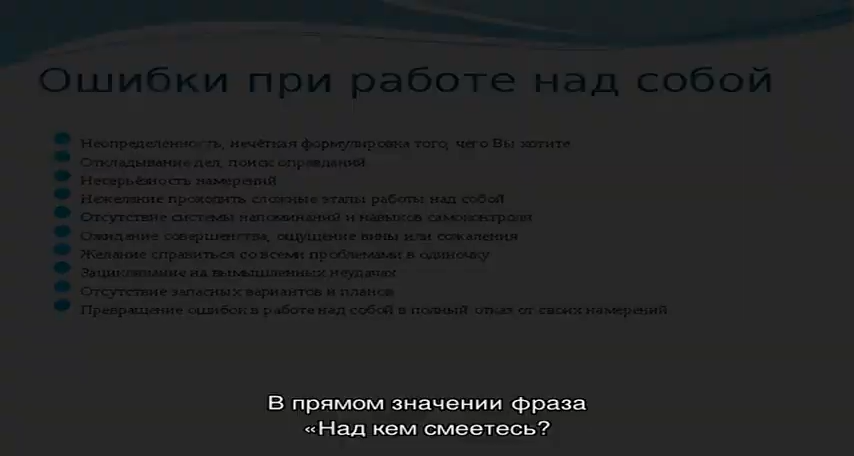 Ошибки при работе над собой
Неопределенность, нечёткая формулировка того, чего Вы хотите
Откладывание дел, поиск оправданий
Несерьёзность намерений
Нежелание проходить сложные этапы работы над собой
Отсутствие системы напоминаний и навыков самоконтроля
Ожидание совершенства, ощущение вины или сожаления
Желание справиться со всеми проблемами в одиночку
Зацикливание на вымышленных неудачах
Отсутствие запасных вариантов и планов
Превращение ошибок в работе над собой в полный отказ от своих намерений
В прямом значении фраза
«Над кем смеетесь?